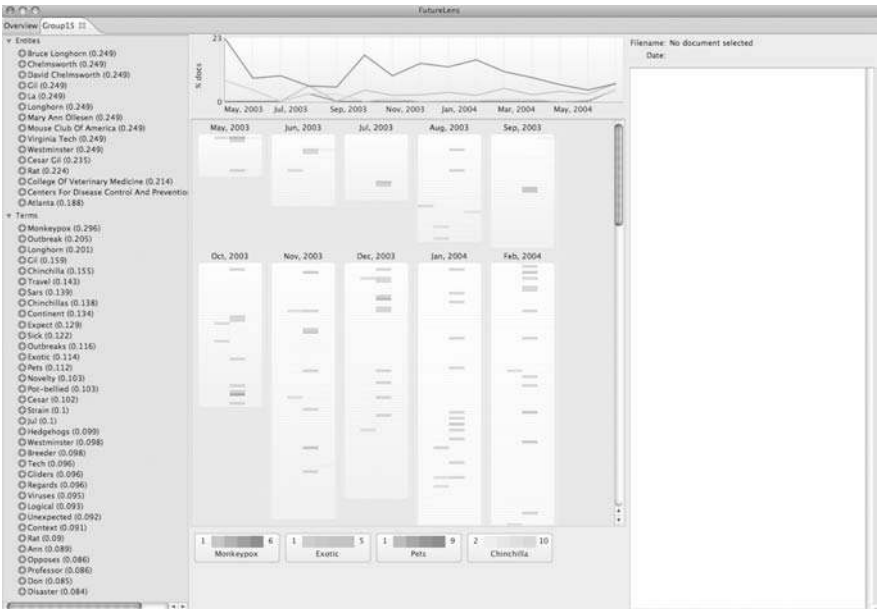 FutureLens
Overview Group15
Entities
Bruce Longhorn (0.249)
Chelmsworth (0.249)
David Chelmsworth (0.249)
Gil (0.249)
La (0.249)
Longhorn (0.249)
Mary Ann Ollesen (0.249)
Mouse Club Of America (0.249)
Virginia Tech (0.249)
Westminster (0.249)
Cesar Gil (0.235)
Rat (0.224)
College Of Veterinary Medicine (0.214)
Centers For Disease Control And Preventio
Atlanta (0.188)
Terms
Monkeypox (0.296)
Outbreak (0.205)
Longhorn (0.201)
Gil (0.159)
Chinchilla (0.155)
Travel (0.143)
Sars (0.139)
Chinchillas (0.138)
Continent (0.134)
Expect (0.129)
Sick (0.122)
Outbreaks (0.116)
Exotic (0.114)
Pets (0.112)
Novelty (0.103)
Pot-bellied (0.103)
Cesar (0.102)
Strain (0.1)
Jul (0.1)
Hedgehogs (0.099)
Westminster (0.098)
Breeder (0.098)
Tech (0.096)
Gliders (0.096)
Regards (0.096)
Viruses (0.095)
Logical (0.093)
Unexpected (0.092)
Context (0.091)
Rat (0.09)
Ann (0.089)
Opposes (0.086)
Professor (0.086)
Don (0.085)
Disaster (0.084)
23
% docs
0
May, 2003 Jul, 2003 Sep, 2003 Nov, 2003 Jan, 2004 Mar, 2004 May, 2004
May, 2003 Jun, 2003 Jul, 2003 Aug, 2003 Sep, 2003
Oct, 2003 Nov, 2003 Dec, 2003 Jan, 2004 Feb, 2004
1 6 1 5 1 9 2 10
Monkeypox Exotic Pets Chinchilla
Filename: No document selected
Date: